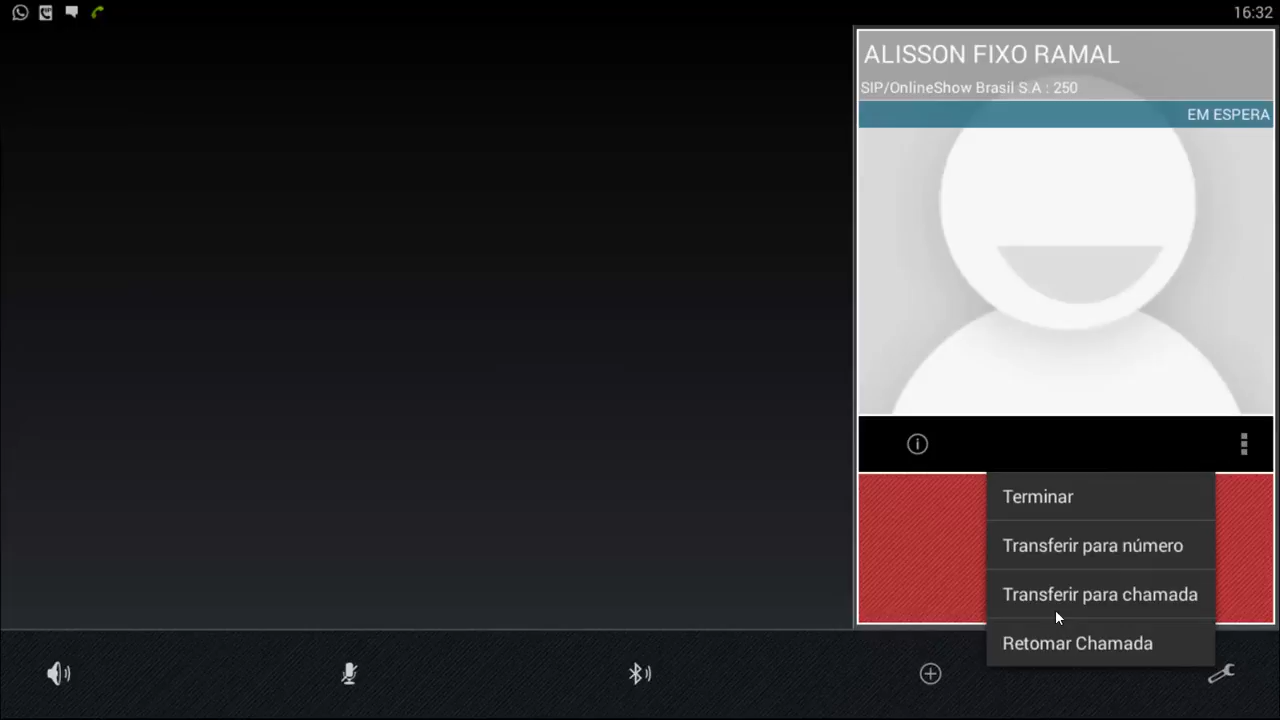 16:32
ALISSON FIXO RAMAL
SIP/OnlineShow Brasil S.A : 250
EM ESPERA
Terminar
Transferir para número
Transferir para chamada
Retomar Chamada